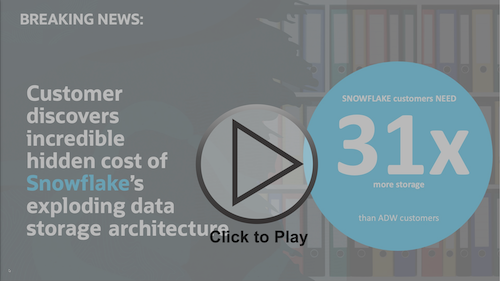 BREAKING NEWS:
Customer
discovers
incredible
hidden cost of
Snowflake's
exploding data
storage architecture
SNOWFLAKE customers NEED
31x
more storage
than ADW customers
Click to Play